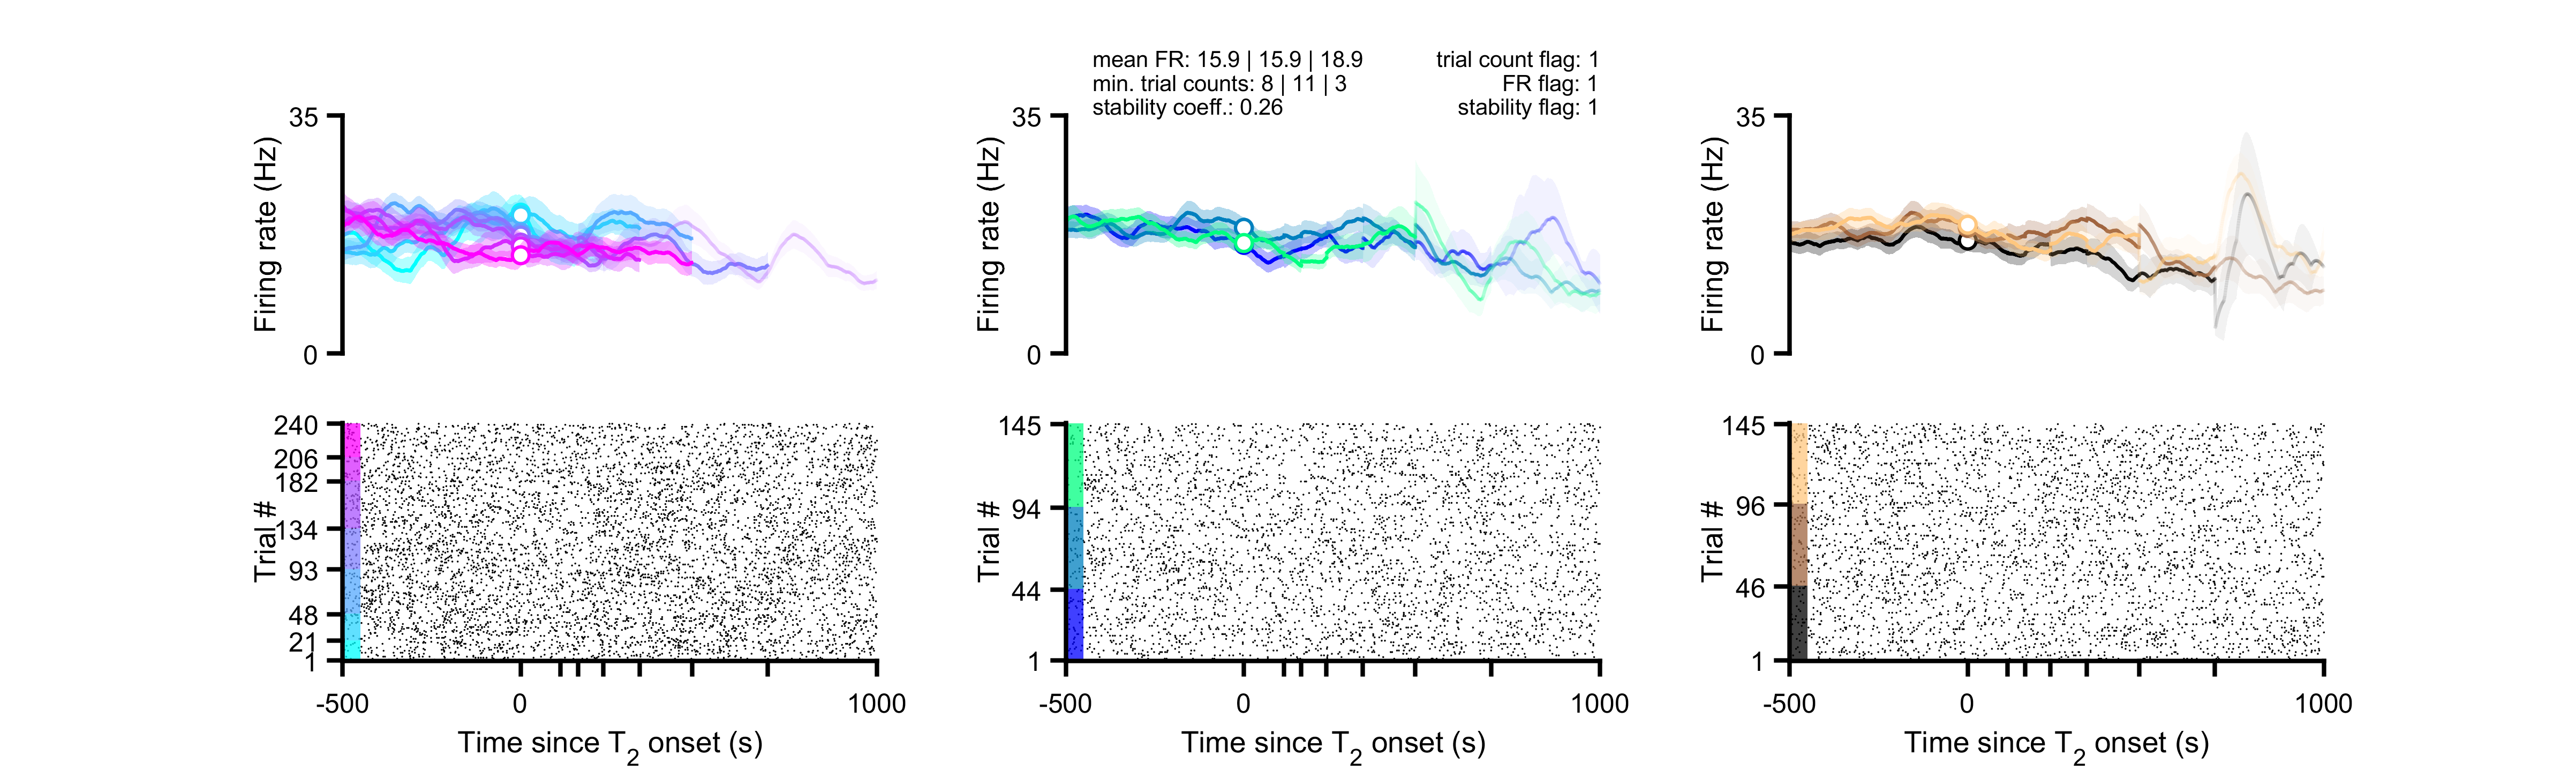 mean FR: 15.9 | 15.9 | 18.9
min. trial counts: 8 | 11 | 3
stability coeff.: 0.26
trial count flag: 1
FR flag: 1
stability flag: 1
35
Firing rate (Hz)
0
35
Firing rate (Hz)
0
35
Firing rate (Hz)
0
240
206
182
134
93
48
21
1
Trial #
-500
0
1000
Time since T2 onset (s)
145
94
44
1
Trial #
-500
0
1000
Time since T2 onset (s)
145
96
46
1
Trial #
-500
0
1000
Time since T2 onset (s)